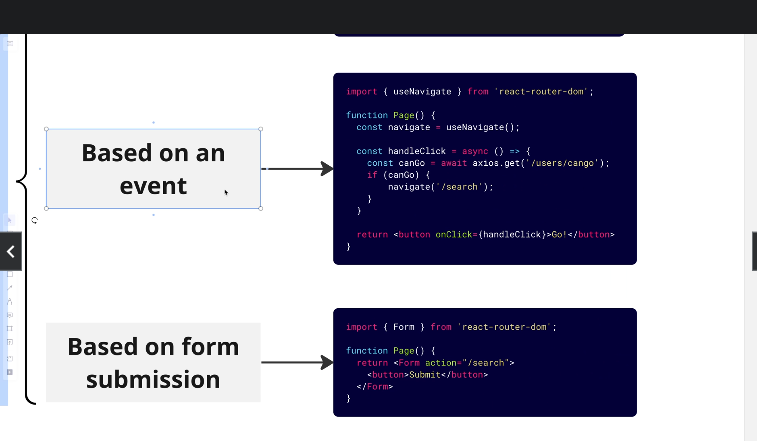 Based on an
event
import { useNavigate } from 'react-router-dom';
function Page() {
  const navigate = useNavigate();
  const handleClick = async () => {
    const canGo = await axios.get('/users/cango');
    if (canGo) {
        navigate('/search');
    }
  }
  return <button onClick={handleClick}>Go!</button>
}
Based on form
submission
import { Form } from 'react-router-dom';
function Page() {
  return <Form action="/search">
    <button>Submit</button>
  </Form>
}